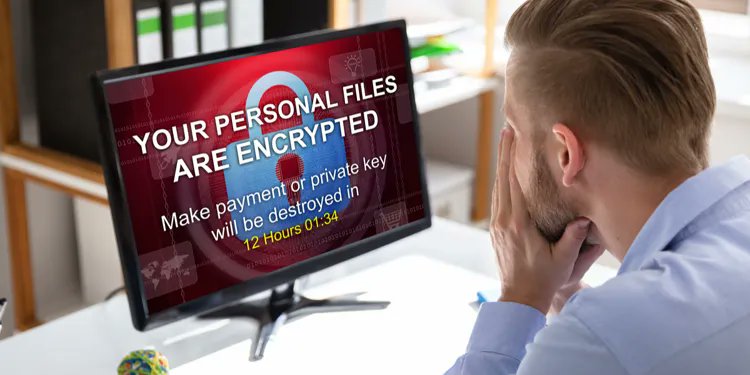 YOUR PERSONAL FILES
ARE ENCRYPTED
Make payment or private key
will be destroyed in
12 Hours 01:34